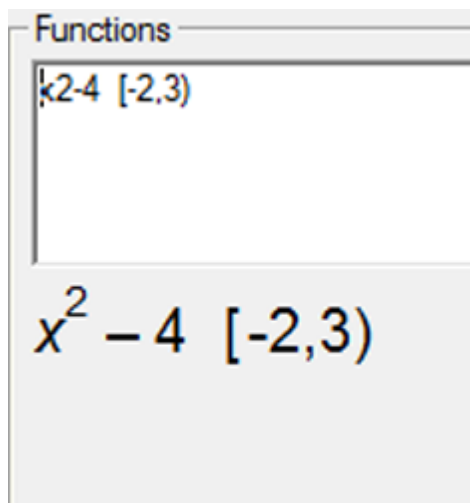 Functions
x2-4 [-2,3)
x² – 4 [-2,3)